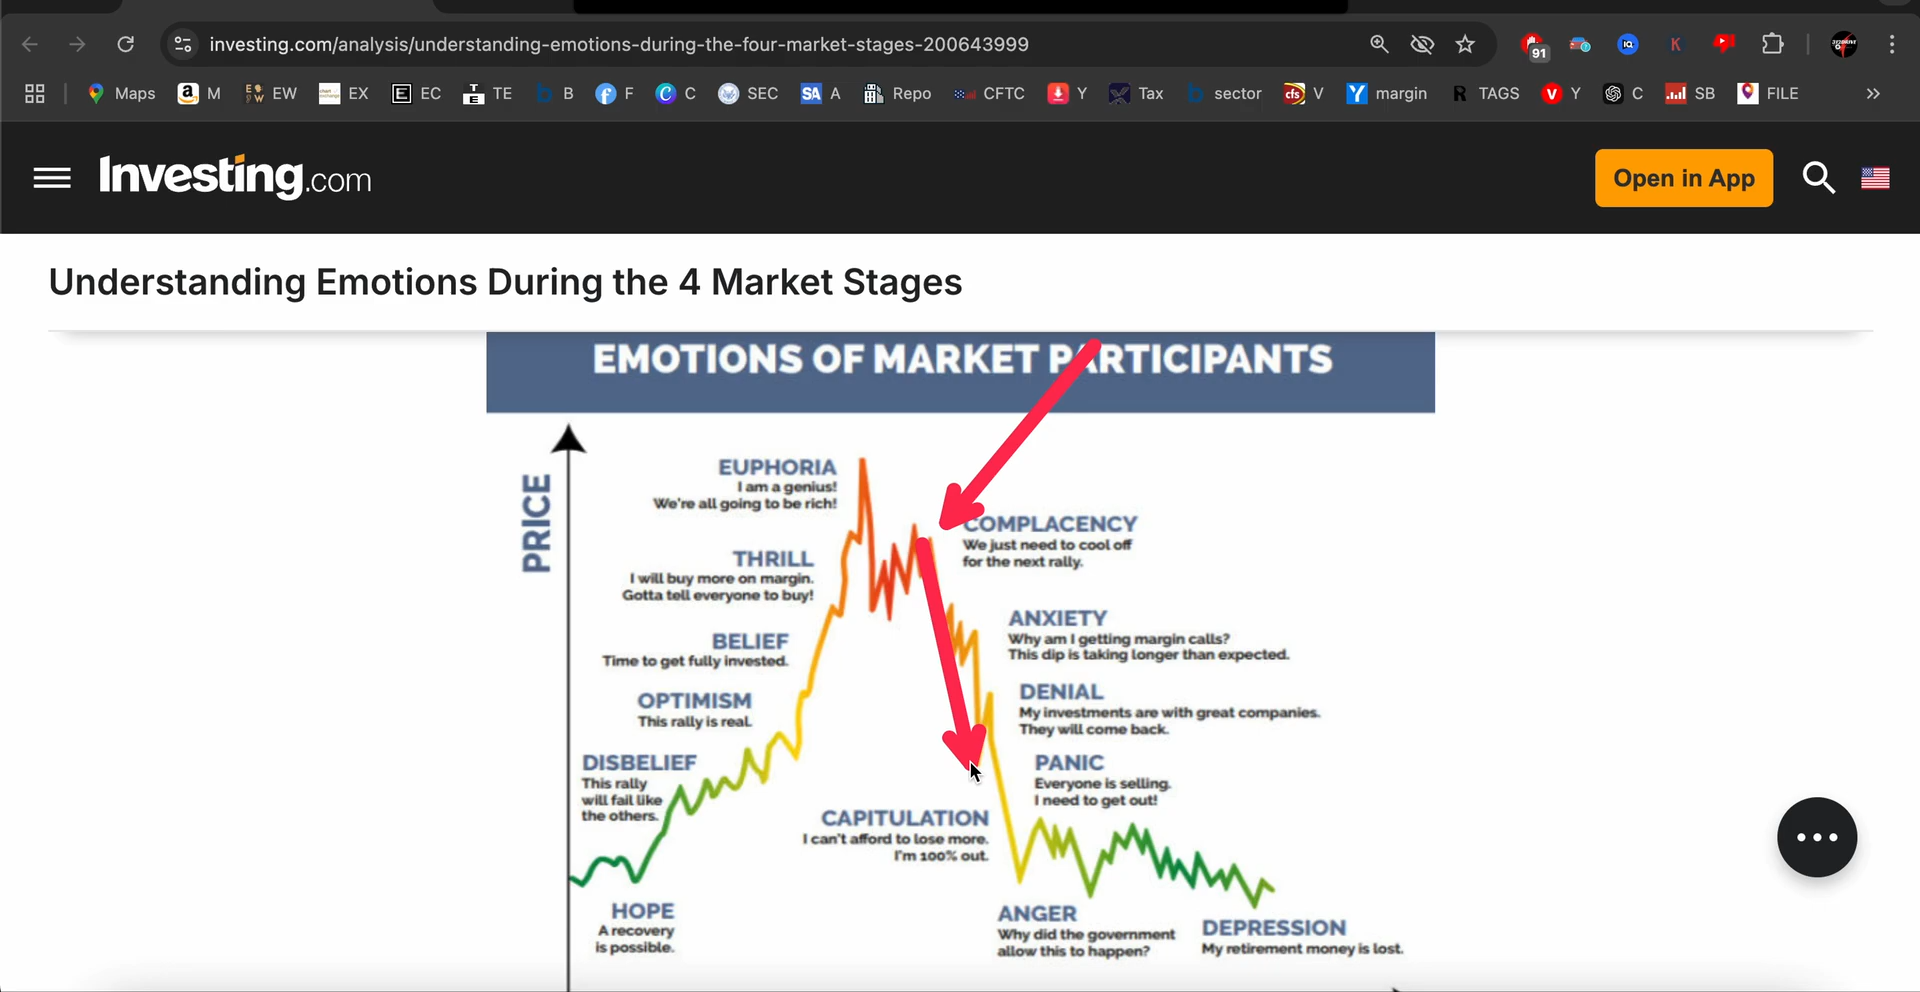 investing.com/analysis/understanding-emotions-during-the-four-market-stages-200643999
91
Maps M EW EX EC TE B F C SEC A Repo CFTC Y Tax sector V margin TAGS Y C SB FILE
Investing.com
Open in App
Understanding Emotions During the 4 Market Stages
EMOTIONS OF MARKET PARTICIPANTS
PRICE
EUPHORIA
I am a genius!
We're all going to be rich!
THRILL
I will buy more on margin.
Gotta tell everyone to buy!
BELIEF
Time to get fully invested.
OPTIMISM
This rally is real.
DISBELIEF
This rally
will fail like
the others.
HOPE
A recovery
is possible.
COMPLACENCY
We just need to cool off
for the next rally.
ANXIETY
Why am I getting margin calls?
This dip is taking longer than expected.
DENIAL
My investments are with great companies.
They will come back.
PANIC
Everyone is selling.
I need to get out!
CAPITULATION
I can't afford to lose more.
I'm 100% out.
ANGER
Why did the government
allow this to happen?
DEPRESSION
My retirement money is lost.